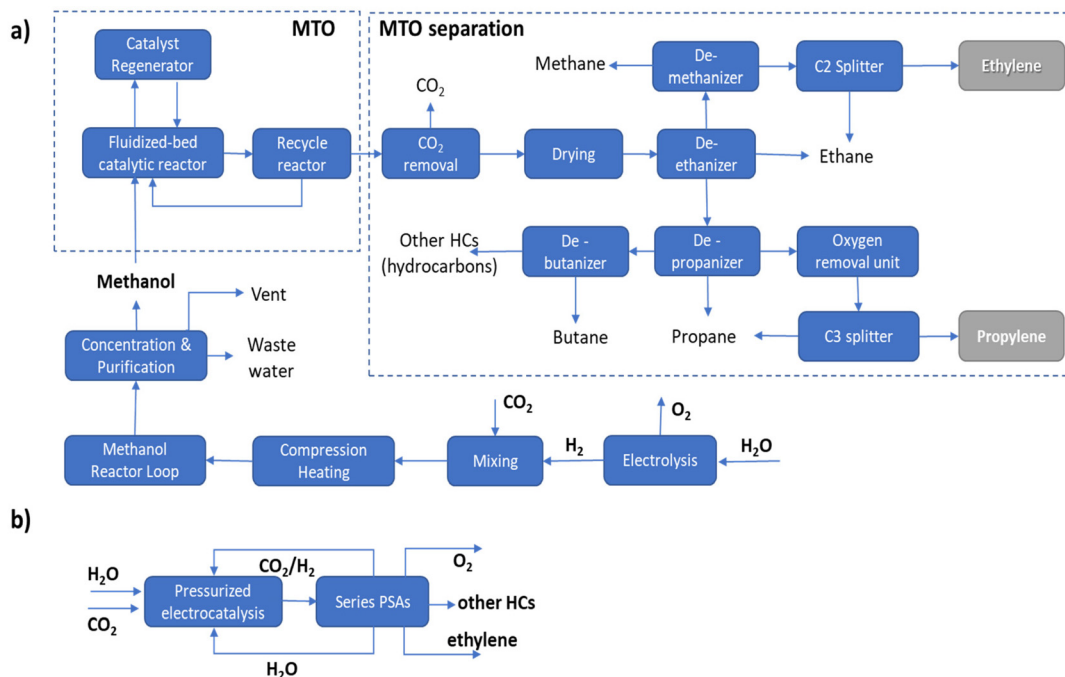 a)
MTO
Catalyst
Regenerator
Fluidized-bed
catalytic reactor
Recycle
reactor
MTO separation
Methane
De-
methanizer
C2 Splitter
Ethylene
CO2
CO2
removal
Drying
De-
ethanizer
Ethane
Other HCs
(hydrocarbons)
De -
butanizer
De -
propanizer
Oxygen
removal unit
Butane
Propane
C3 splitter
Propylene
Methanol
Vent
Concentration &
Purification
Waste
water
Methanol
Reactor Loop
Compression
Heating
CO2
Mixing
H2
O2
Electrolysis
H2O
b)
H2O
CO2
Pressurized
electrocatalysis
CO2/H2
Series PSAs
O2
other HCs
ethylene
H2O